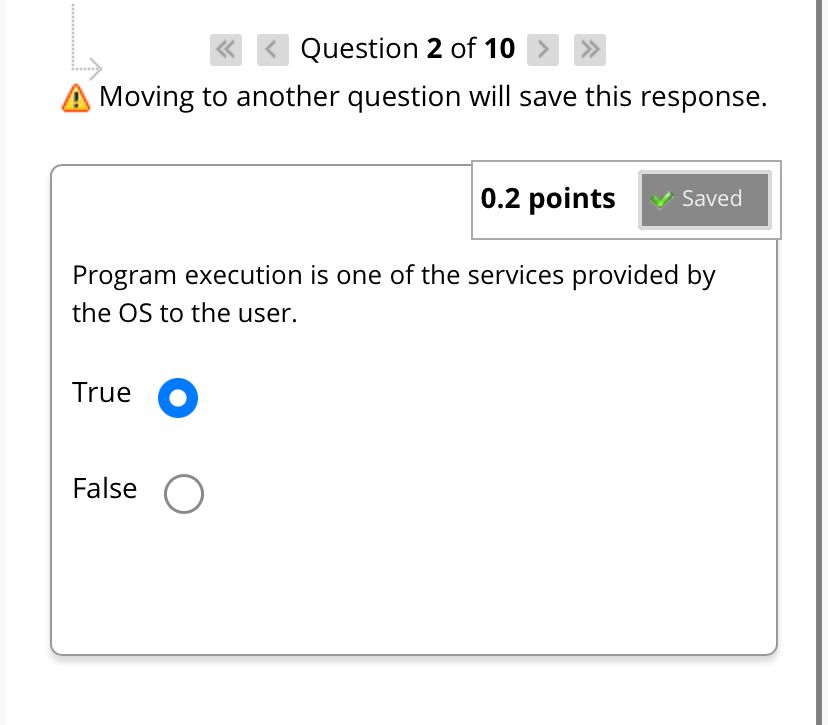 Question 2 of 10
Moving to another question will save this response.
0.2 points
Saved
Program execution is one of the services provided by
the OS to the user.
True
False